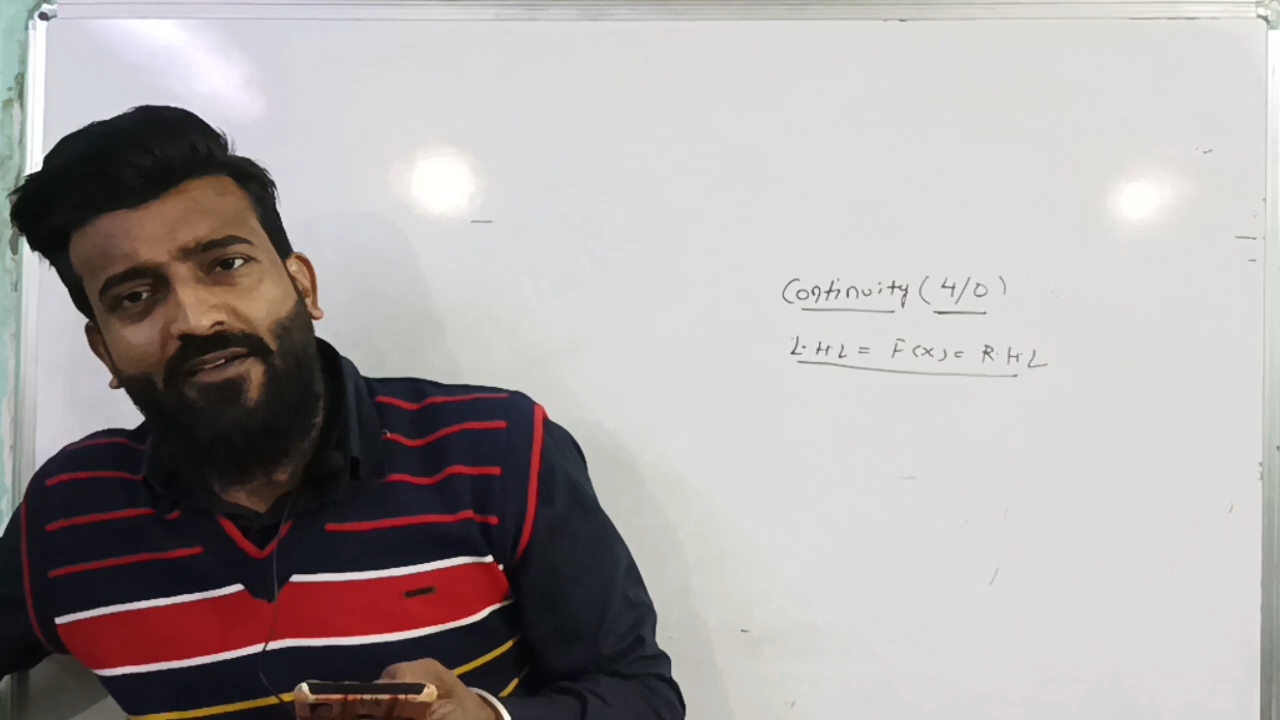 Continuity (4/0)
L.H.L = F(x) = R.H.L